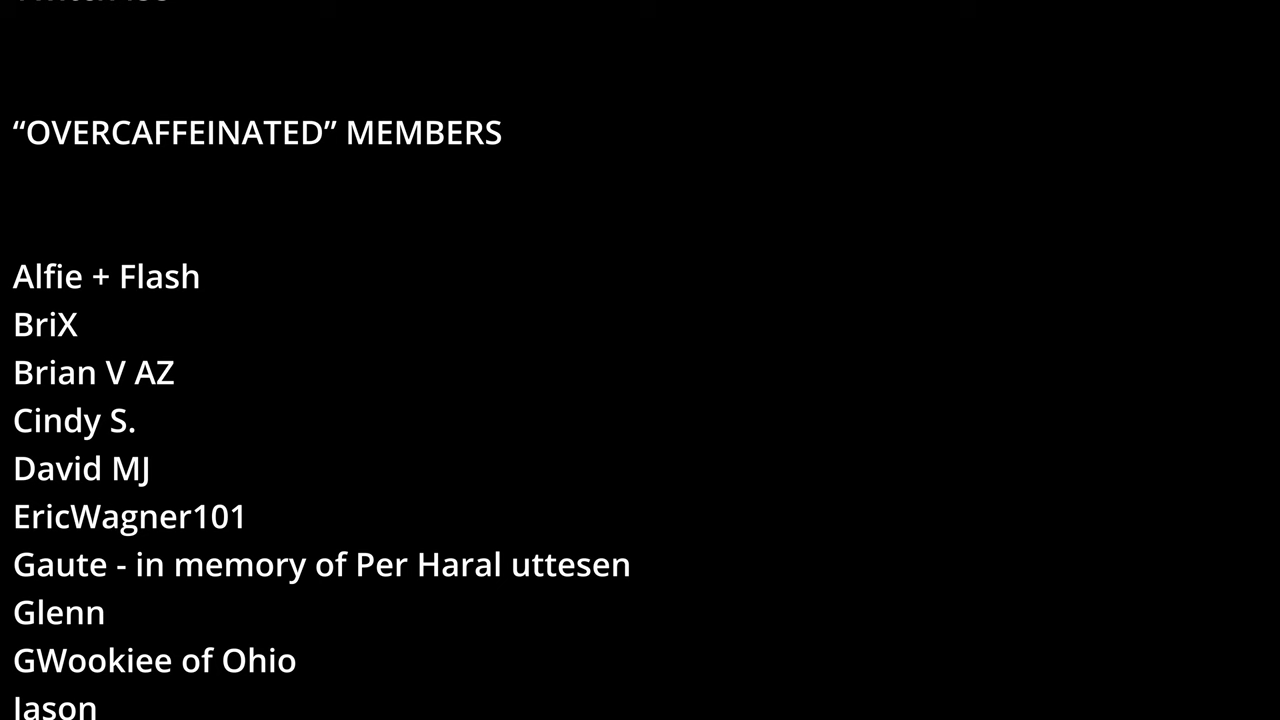 “OVERCAFFEINATED” MEMBERS
Alfie + Flash
BriX
Brian V AZ
Cindy S.
David MJ
EricWagner101
Gaute - in memory of Per Haral uttesen
Glenn
GWookiee of Ohio
Jason